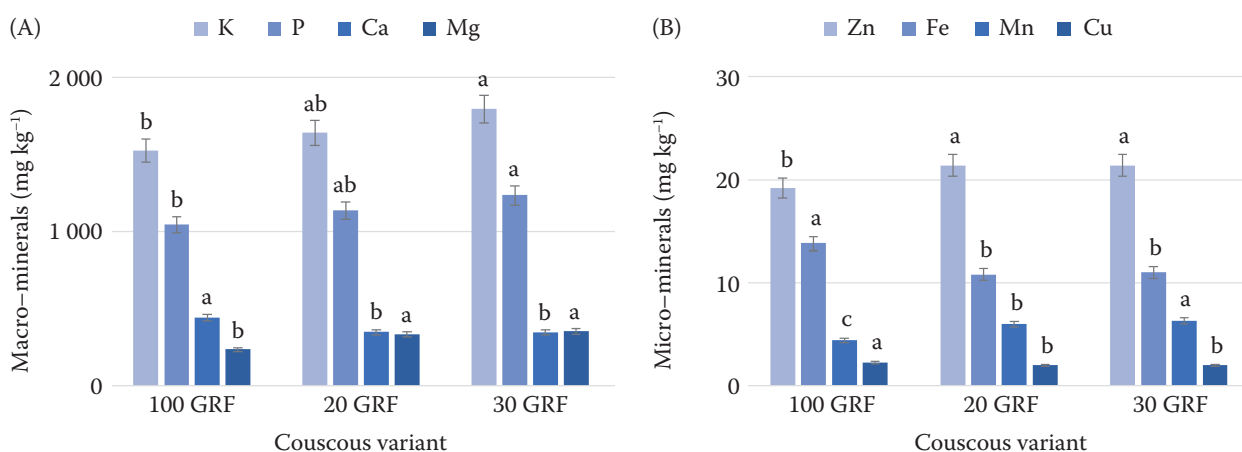 (A)
K P Ca Mg
Macro–minerals (mg kg⁻¹)
2 000
1 000
0
b b a b
ab ab b a
a a b a
100 GRF 20 GRF 30 GRF
Couscous variant
(B)
Zn Fe Mn Cu
Micro–minerals (mg kg⁻¹)
30
20
10
0
b a c a
a b b b
a b a b
100 GRF 20 GRF 30 GRF
Couscous variant